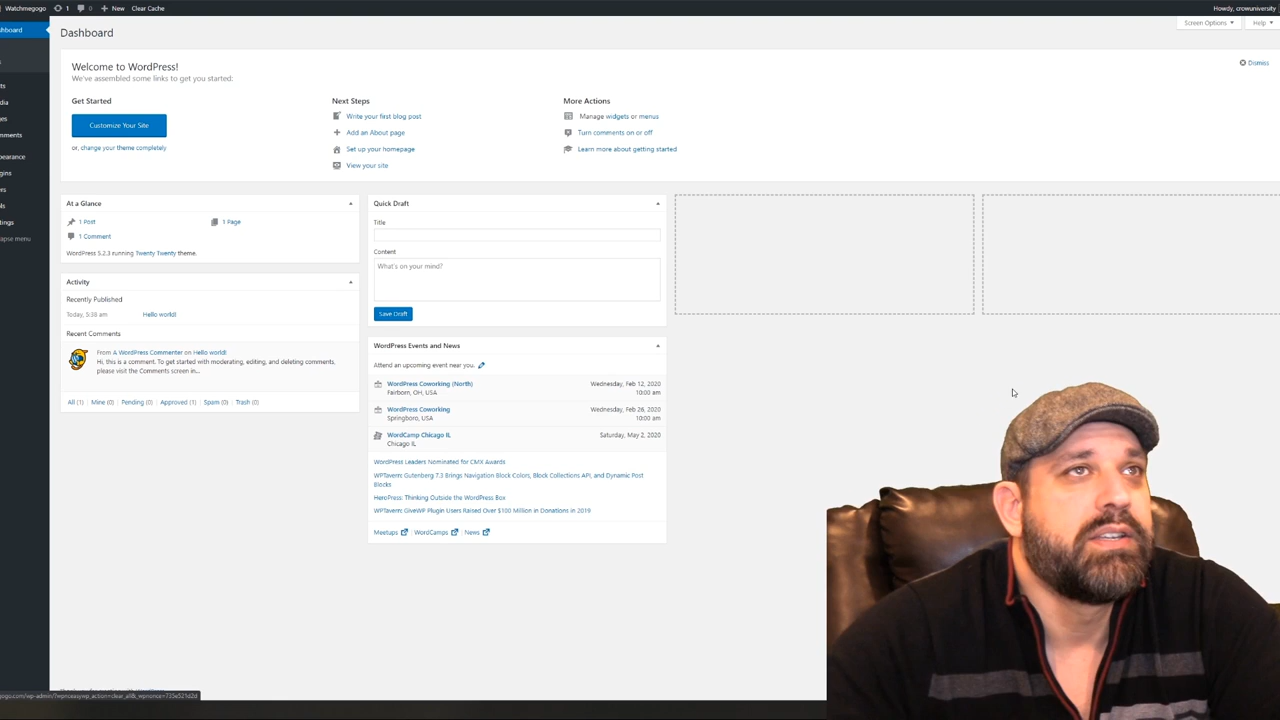 Watchmegogo 1 0 New Clear Cache Howdy, crowuniversity
Screen Options Help
Dashboard
Welcome to WordPress!
We've assembled some links to get you started:
Dismiss
Get Started
Customize Your Site
or, change your theme completely
Next Steps
Write your first blog post
Add an About page
Set up your homepage
View your site
More Actions
Manage widgets or menus
Turn comments on or off
Learn more about getting started
At a Glance
1 Post 1 Page
1 Comment
WordPress 5.2.3 running Twenty Twenty theme.
Activity
Recently Published
Today, 5:38 am Hello world!
Recent Comments
From A WordPress Commenter on Hello world!
Hi, this is a comment. To get started with moderating, editing, and deleting comments,
please visit the Comments screen in...
All (1) Mine (0) Pending (0) Approved (1) Spam (0) Trash (0)
Quick Draft
Title
Content
What's on your mind?
Save Draft
WordPress Events and News
Attend an upcoming event near you.
WordPress Coworking (North) Wednesday, Feb 12, 2020
Fairborn, OH, USA 10:00 am
WordPress Coworking Wednesday, Feb 26, 2020
Springboro, USA 10:00 am
WordCamp Chicago IL Saturday, May 2, 2020
Chicago IL
WordPress Leaders Nominated for CMX Awards
WPTavern: Gutenberg 7.3 Brings Navigation Block Colors, Block Collections API, and Dynamic Post
Blocks
HeroPress: Thinking Outside the WordPress Box
WPTavern: GiveWP Plugin Users Raised Over $100 Million in Donations in 2019
Meetups WordCamps News